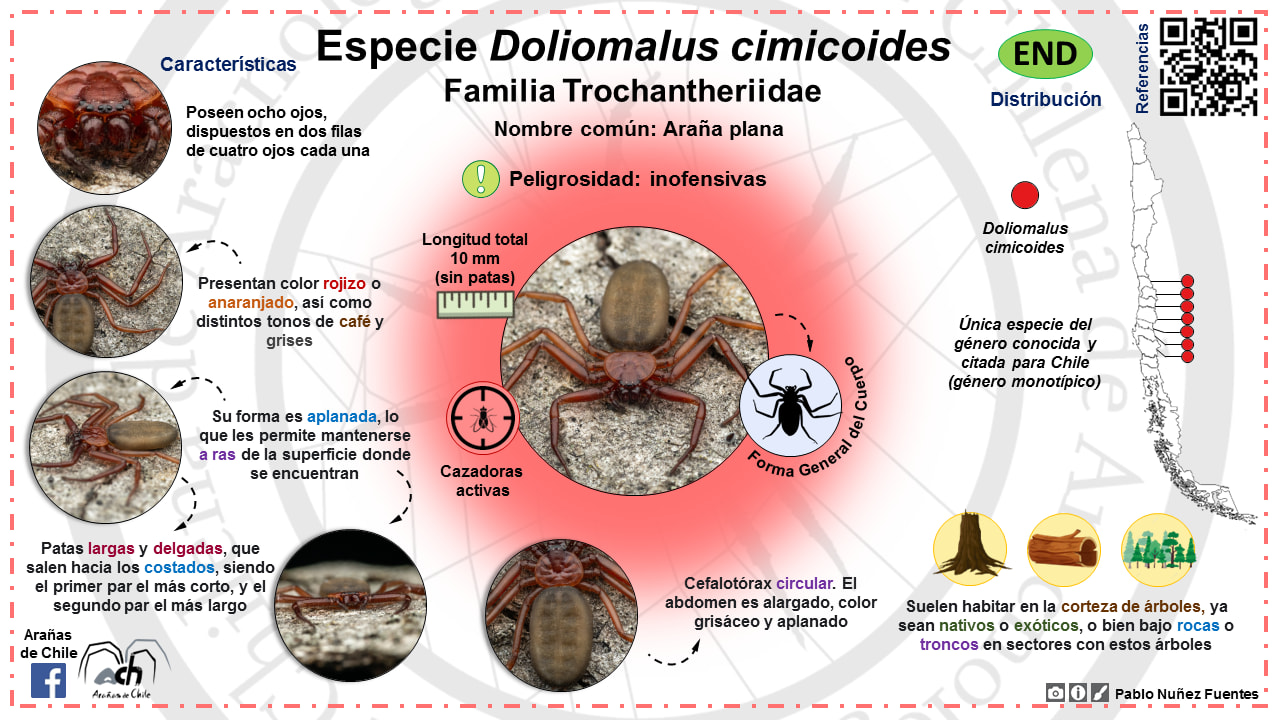 Especie Doliomalus cimicoides
Familia Trochantheriidae
Nombre común: Araña plana
Peligrosidad: inofensivas
Características
Poseen ocho ojos,
dispuestos en dos filas
de cuatro ojos cada una
Presentan color rojizo o
anaranjado, así como
distintos tonos de café y
grises
Su forma es aplanada, lo
que les permite mantenerse
a ras de la superficie donde
se encuentran
Patas largas y delgadas, que
salen hacia los costados, siendo
el primer par el más corto, y el
segundo par el más largo
Longitud total
10 mm
(sin patas)
Cazadoras
activas
Forma General del Cuerpo
Cefalotórax circular. El
abdomen es alargado, color
grisáceo y aplanado
END
Distribución
Referencias
Doliomalus
cimicoides
Única especie del
género conocida y
citada para Chile
(género monotípico)
Suelen habitar en la corteza de árboles, ya
sean nativos o exóticos, o bien bajo rocas o
troncos en sectores con estos árboles
Arañas
de Chile
ach
Arañas de Chile
Pablo Nuñez Fuentes